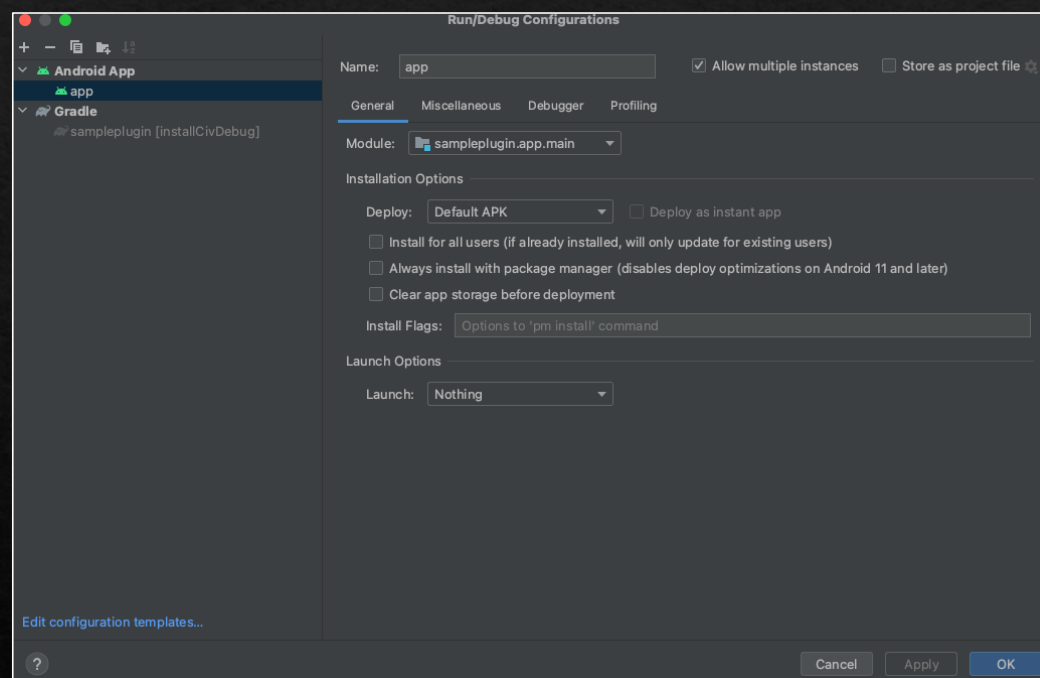 Run/Debug Configurations
Android App
app
Gradle
sampleplugin [installCivDebug]
Edit configuration templates...
Name: app
Allow multiple instances
Store as project file
General Miscellaneous Debugger Profiling
Module: sampleplugin.app.main
Installation Options
Deploy: Default APK Deploy as instant app
Install for all users (if already installed, will only update for existing users)
Always install with package manager (disables deploy optimizations on Android 11 and later)
Clear app storage before deployment
Install Flags: Options to 'pm install' command
Launch Options
Launch: Nothing
? Cancel Apply OK